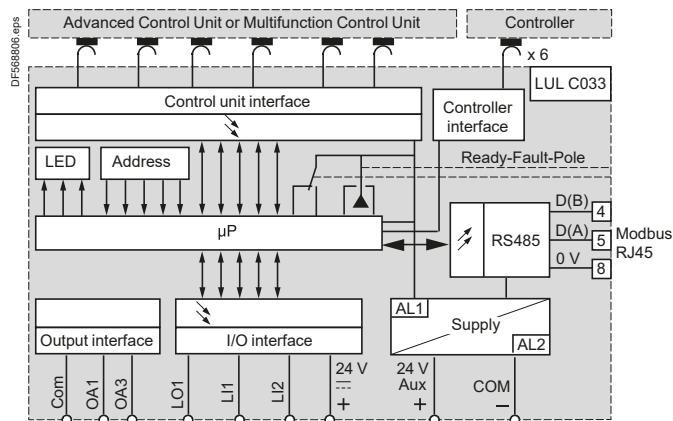 Advanced Control Unit or Multifunction Control Unit
Controller
DF568806.eps
x 6
LUL C033
Control unit interface
Controller
interface
LED
Address
Ready-Fault-Pole
µP
RS485
D(B)
4
D(A)
5
0 V
8
Modbus
RJ45
AL1
Supply
AL2
Output interface
I/O interface
Com
OA1
OA3
LO1
LI1
LI2
24 V
+
24 V
Aux
+
COM
–